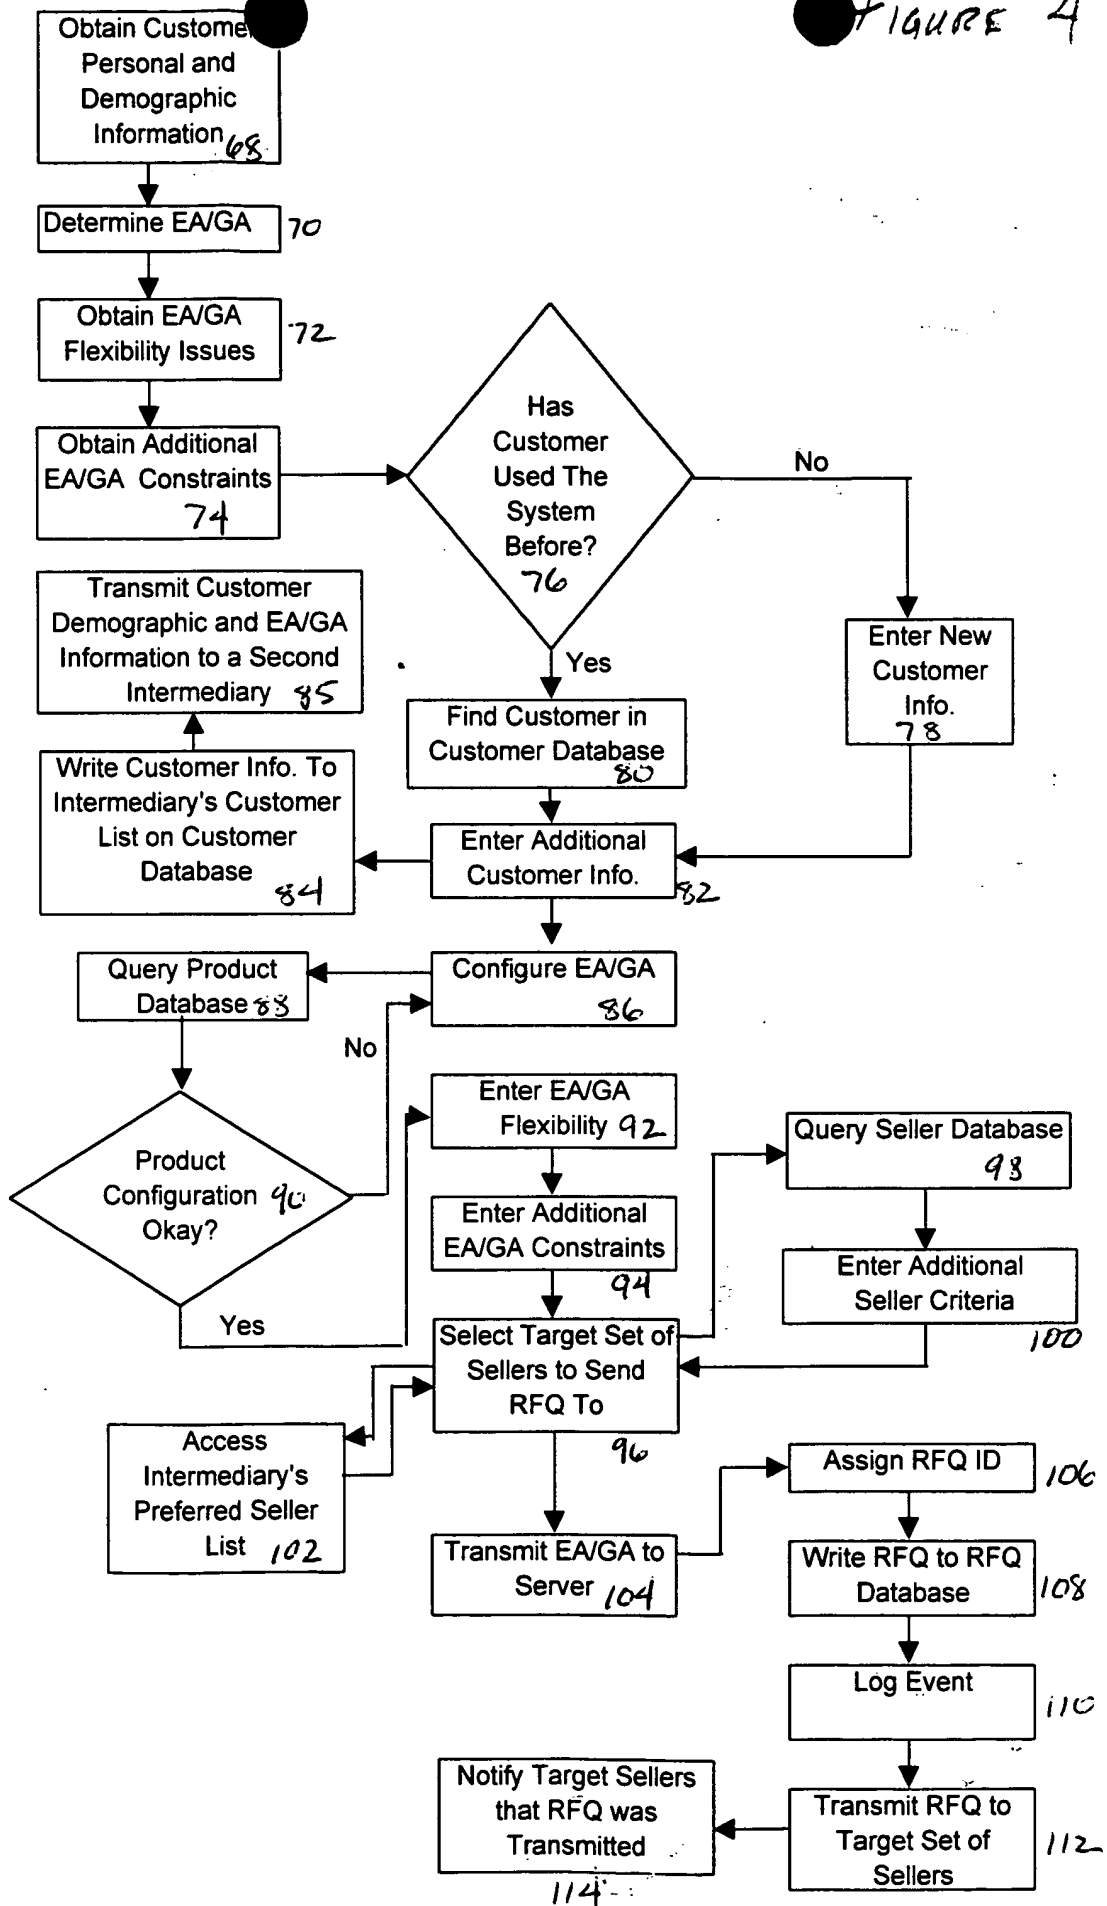 FIGURE 4
Obtain Customer
Personal and
Demographic
Information
68
Determine EA/GA
70
Obtain EA/GA
Flexibility Issues
72
Obtain Additional
EA/GA Constraints
74
Has
Customer
Used The
System
Before?
76
No
Yes
Enter New
Customer
Info.
78
Transmit Customer
Demographic and EA/GA
Information to a Second
Intermediary 85
Find Customer in
Customer Database
80
Write Customer Info. To
Intermediary's Customer
List on Customer
Database
84
Enter Additional
Customer Info.
82
Query Product
Database 88
Configure EA/GA
86
No
Product
Configuration 90
Okay?
Yes
Enter EA/GA
Flexibility 92
Enter Additional
EA/GA Constraints
94
Query Seller Database
98
Enter Additional
Seller Criteria
100
Select Target Set of
Sellers to Send
RFQ To
96
Access
Intermediary's
Preferred Seller
List 102
Transmit EA/GA to
Server 104
Assign RFQ ID
106
Write RFQ to RFQ
Database
108
Log Event
110
Transmit RFQ to
Target Set of
Sellers
112
Notify Target Sellers
that RFQ was
Transmitted
114